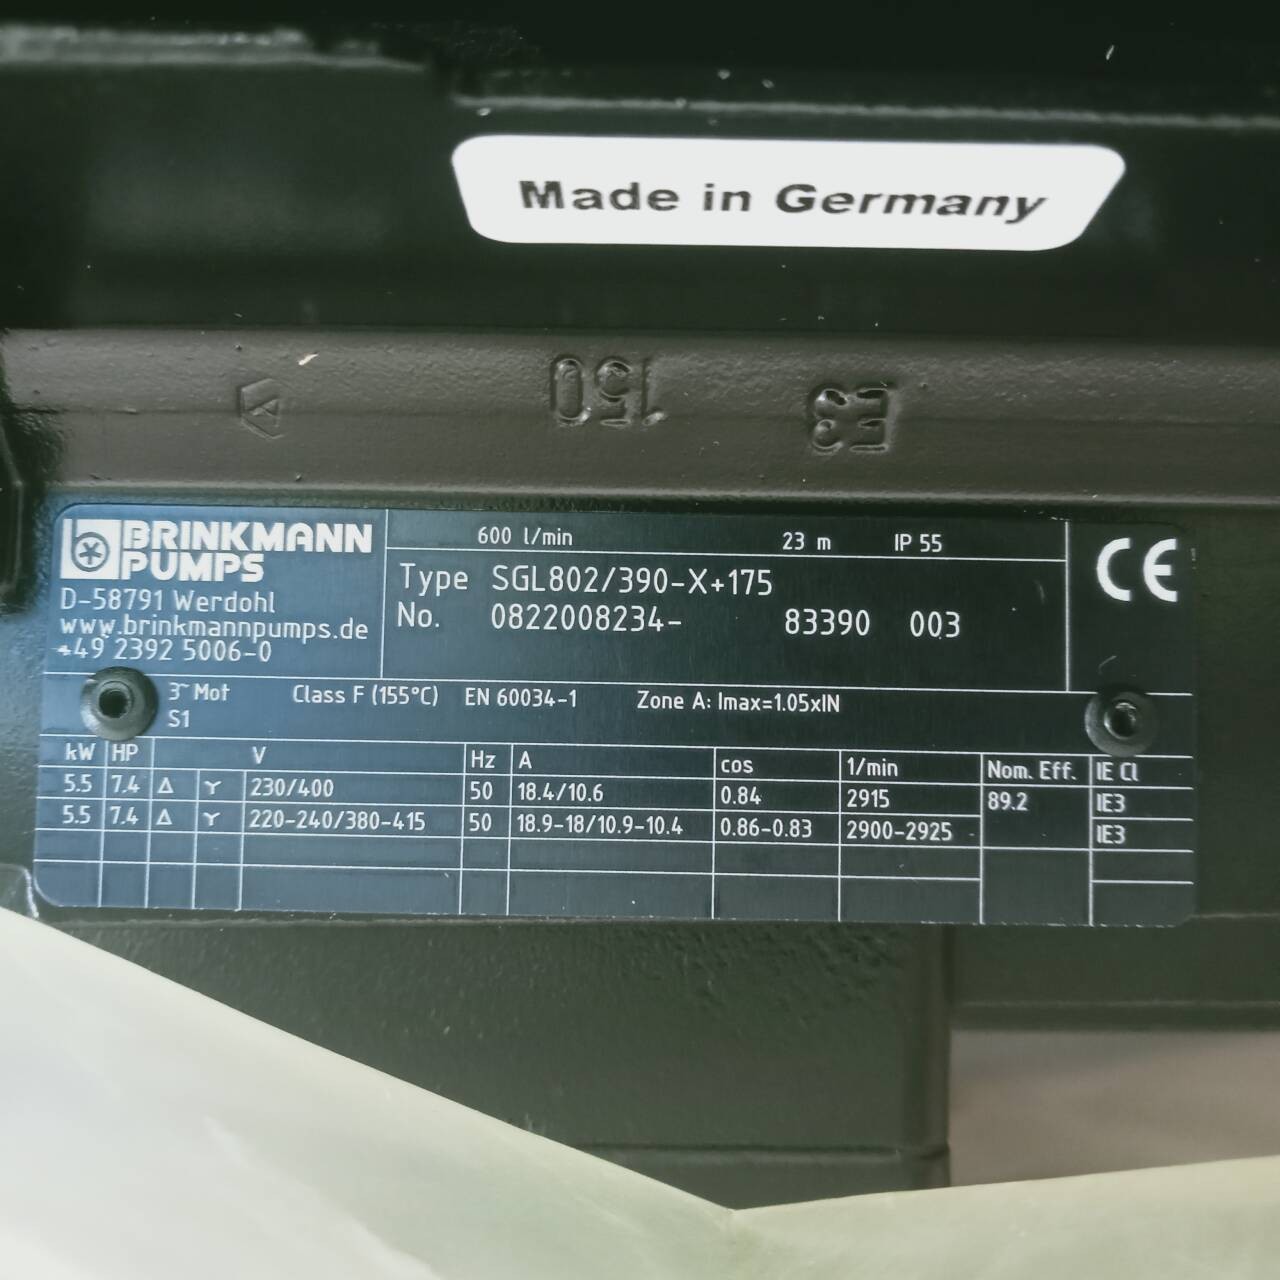 Made in Germany
150
E3
BRINKMANN
PUMPS
D-58791 Werdohl
www.brinkmannpumps.de
+49 2392 5006-0
600 l/min 23 m IP 55
Type SGL802/390-X+175
No. 0822008234- 83390 003
CE
3~ Mot Class F (155°C) EN 60034-1 Zone A: Imax=1.05xIN
S1
kW HP V Hz A cos 1/min Nom. Eff. IE Cl
5.5 7.4 Δ Y 230/400 50 18.4/10.6 0.84 2915 89.2 IE3
5.5 7.4 Δ Y 220-240/380-415 50 18.9-18/10.9-10.4 0.86-0.83 2900-2925 IE3